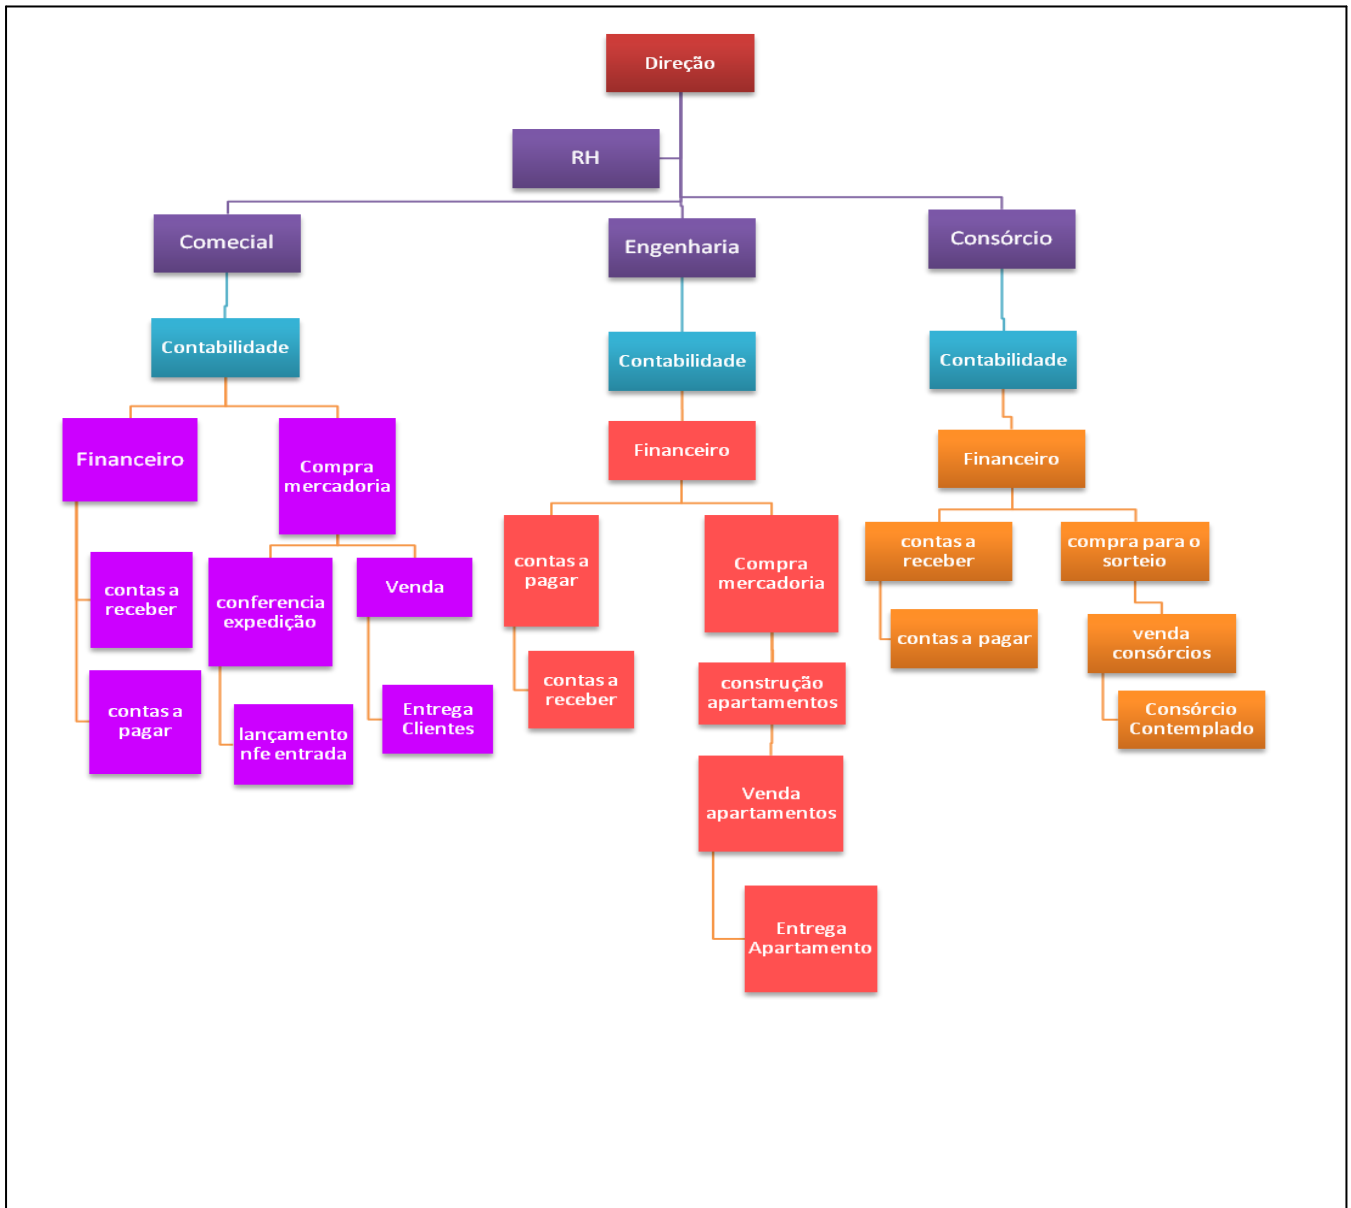 Direção
RH
Comecial
Engenharia
Consórcio
Contabilidade
Contabilidade
Contabilidade
Financeiro
Compra
mercadoria
Financeiro
Financeiro
contas a
receber
conferencia
expedição
Venda
contas a
pagar
Compra
mercadoria
contas a
receber
compra para o
sorteio
contas a
pagar
lançamento
nfe entrada
Entrega
Clientes
contas a
receber
construção
apartamentos
contas a pagar
venda
consórcios
Venda
apartamentos
Consórcio
Contemplado
Entrega
Apartamento